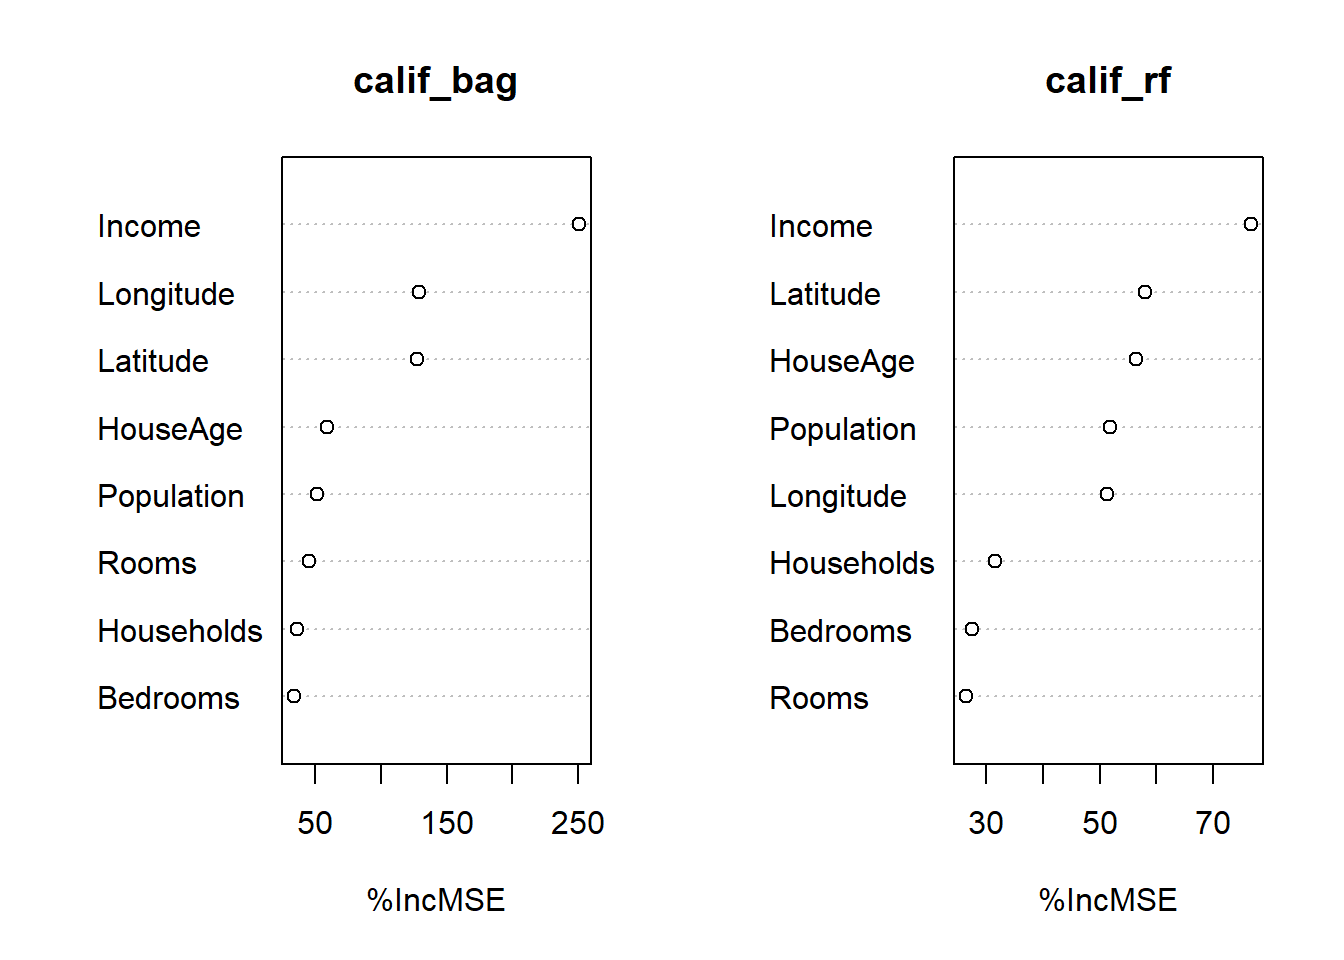 calif_bag
Income
Longitude
Latitude
HouseAge
Population
Rooms
Households
Bedrooms
50 150 250
%IncMSE
calif_rf
Income
Latitude
HouseAge
Population
Longitude
Households
Bedrooms
Rooms
30 50 70
%IncMSE